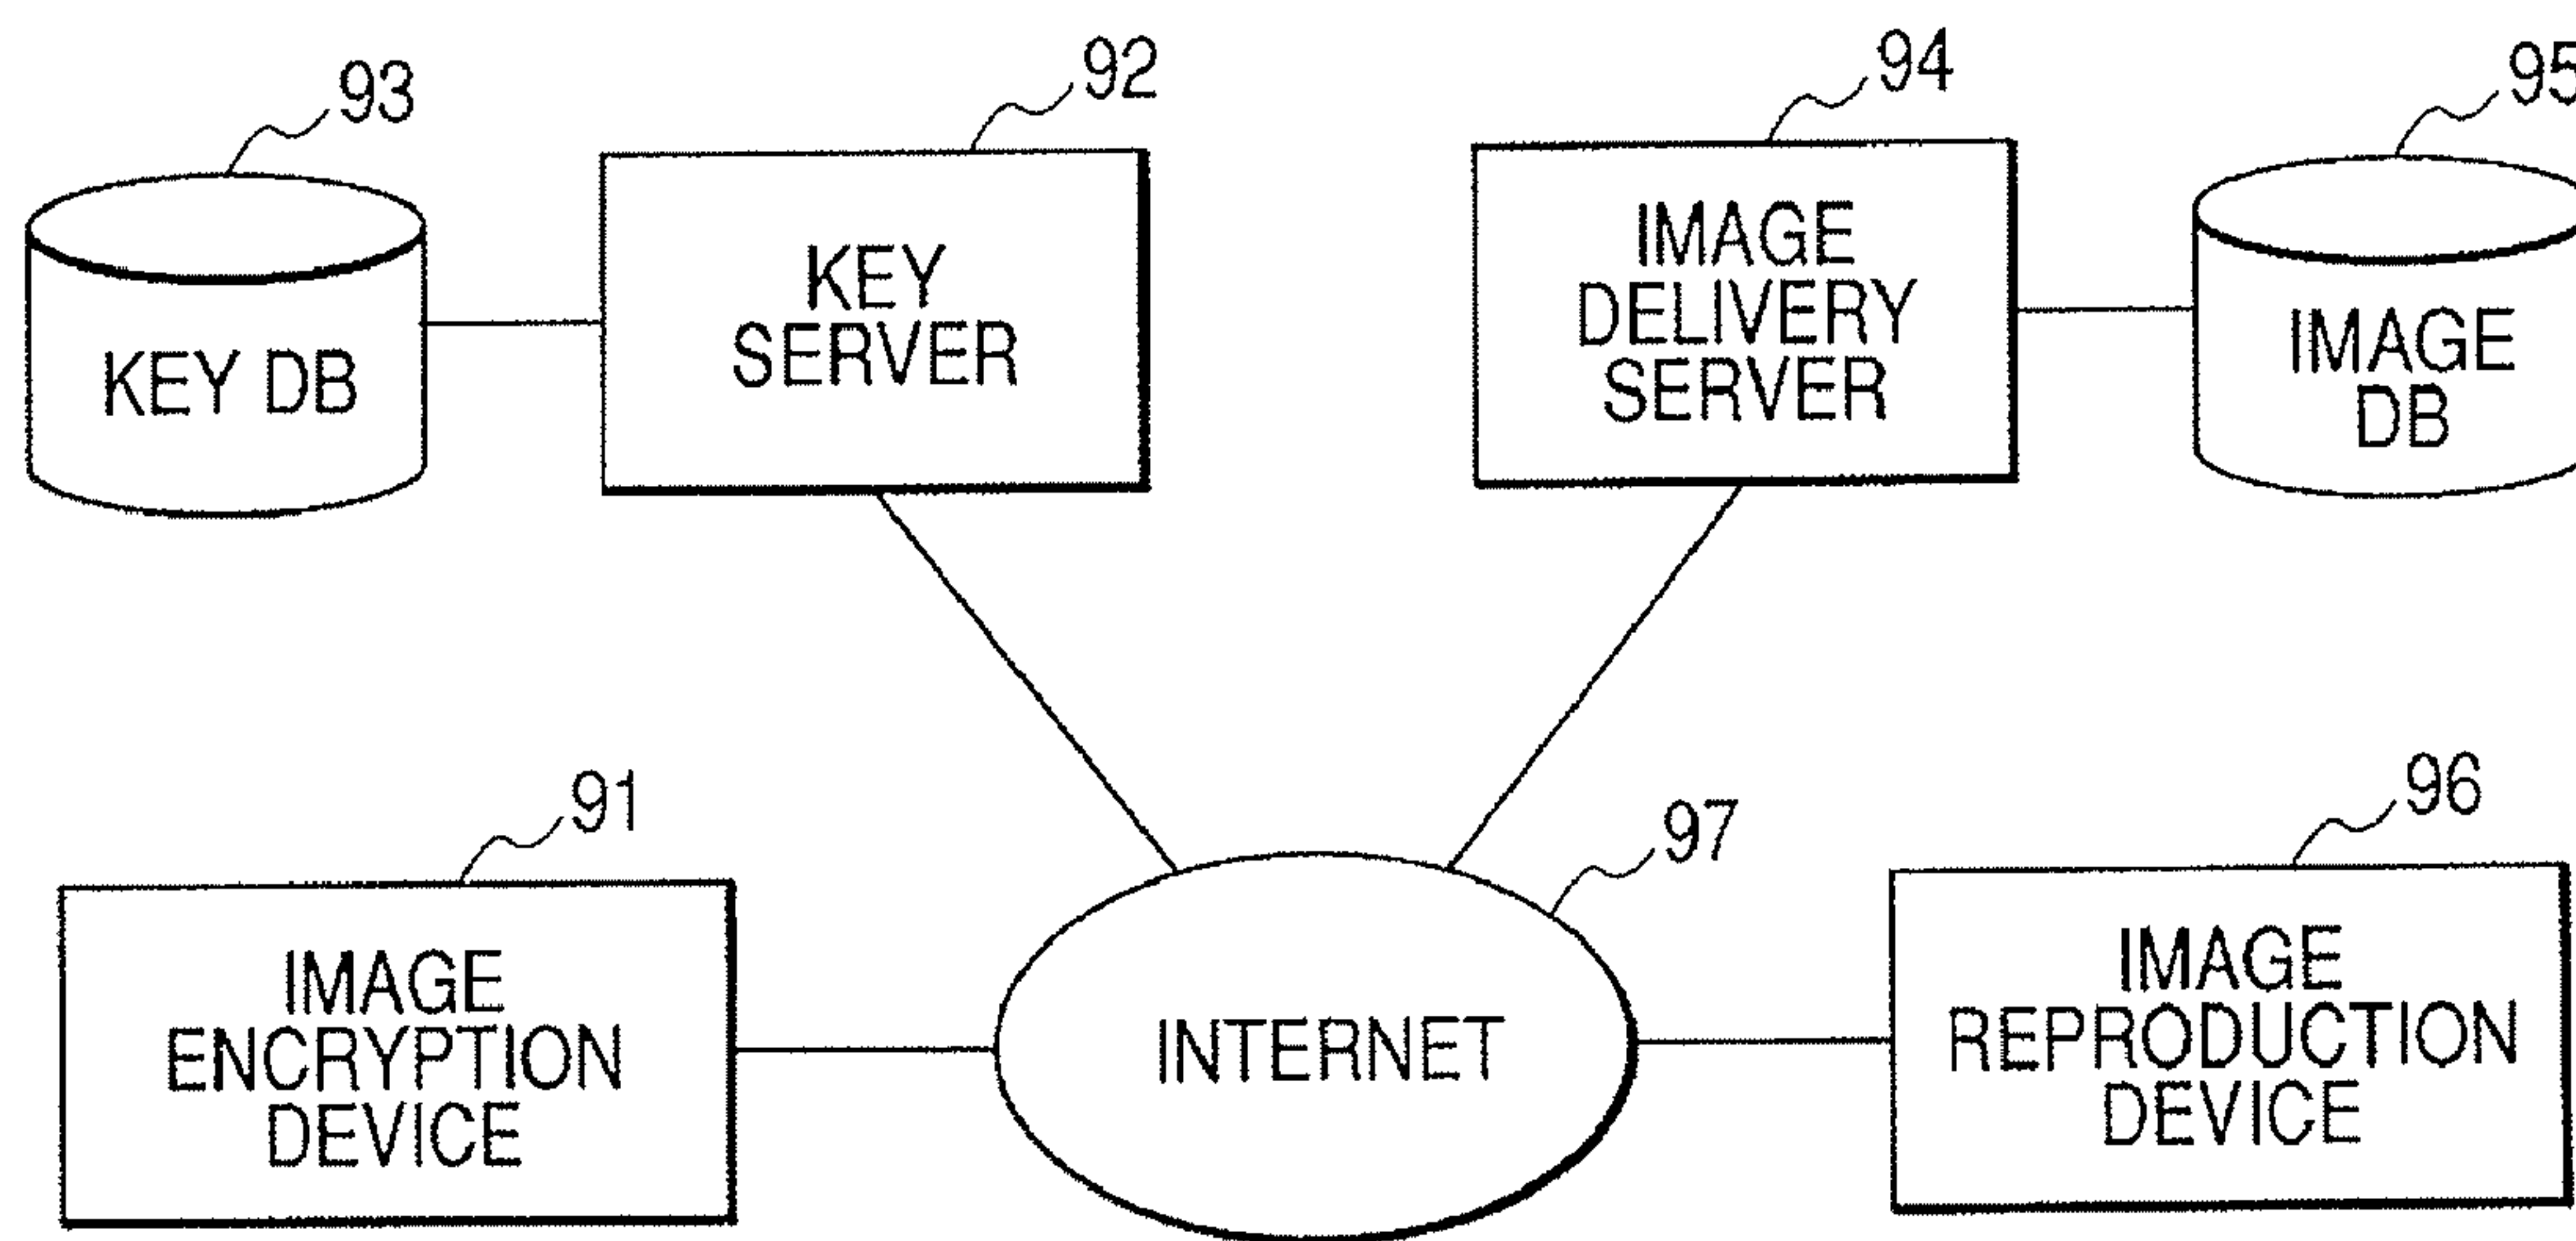 93
92
94
95
KEY DB
KEY
SERVER
IMAGE
DELIVERY
SERVER
IMAGE
DB
91
97
96
IMAGE
ENCRYPTION
DEVICE
INTERNET
IMAGE
REPRODUCTION
DEVICE